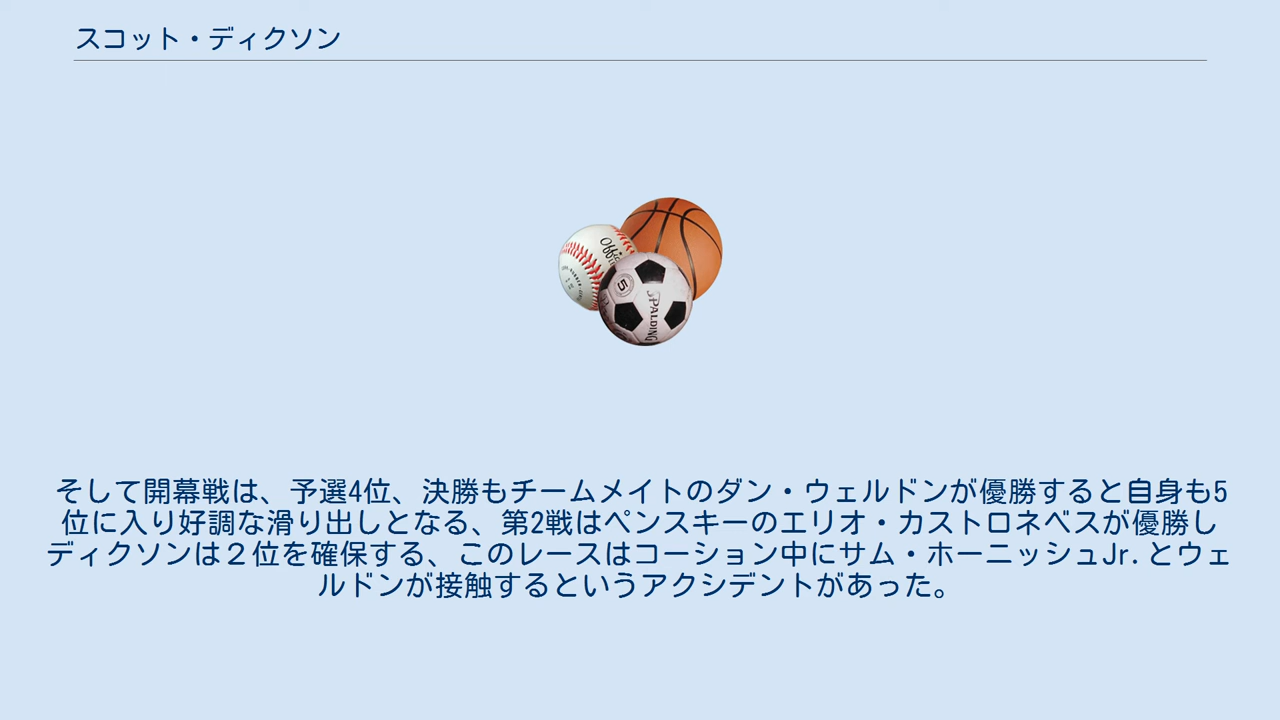 スコット・ディクソン
Offic
5
SPALDING
そして開幕戦は、予選4位、決勝もチームメイトのダン・ウェルドンが優勝すると自身も5
位に入り好調な滑り出しとなる、第2戦はペンスキーのエリオ・カストロネベスが優勝し
ディクソンは２位を確保する、このレースはコーション中にサム・ホーニッシュJr.とウェ
ルドンが接触するというアクシデントがあった。